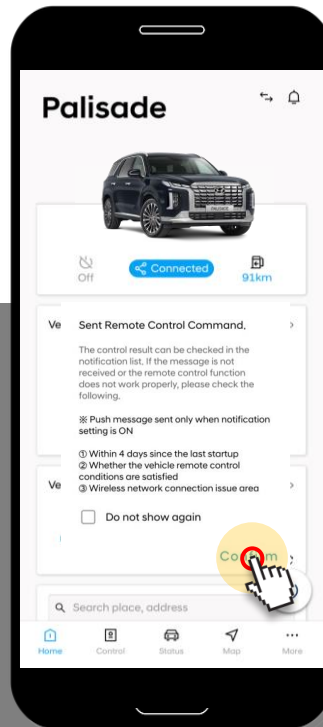 Palisade
Off
Connected
91km
Ve
Sent Remote Control Command.
The control result can be checked in the
notification list. If the message is not
received or the remote control function
does not work properly, please check the
following.
※ Push message sent only when notification
setting is ON
① Within 4 days since the last startup
② Whether the vehicle remote control
conditions are satisfied
③ Wireless network connection issue area
Ve
Do not show again
Search place, address
Home
Control
Status
Map
More